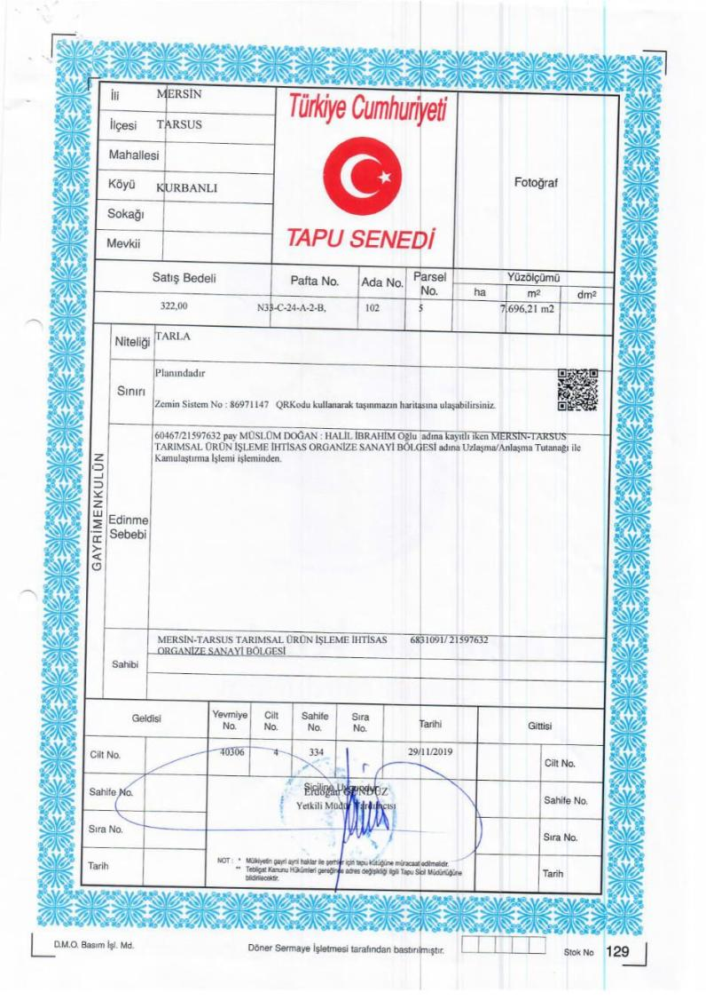 İli MERSİN
İlçesi TARSUS
Mahallesi
Köyü KURBANLI
Sokağı
Mevkii
Türkiye Cumhuriyeti
TAPU SENEDİ
Fotoğraf
Satış Bedeli Pafta No. Ada No. Parsel No. Yüzölçümü
ha m² dm²
322,00 N33-C-24-A-2-B, 102 5 7.696,21 m2
GAYRİMENKULÜN
Niteliği TARLA
Sınırı
Planındadır
Zemin Sistem No : 86971147 QRKodu kullanarak taşınmazın haritasına ulaşabilirsiniz.
Edinme Sebebi
60467/21597632 pay MÜSLÜM DOĞAN : HALİL İBRAHİM Oğlu adına kayıtlı iken MERSİN-TARSUS
TARIMSAL ÜRÜN İŞLEME İHTİSAS ORGANİZE SANAYİ BÖLGESİ adına Uzlaşma/Anlaşma Tutanağı ile
Kamulaştırma İşlemi işleminden.
Sahibi
MERSİN-TARSUS TARIMSAL ÜRÜN İŞLEME İHTİSAS 6831091/ 21597632
ORGANİZE SANAYİ BÖLGESİ
Geldisi Yevmiye No. Cilt No. Sahife No. Sıra No. Tarihi Gittisi
Cilt No. 40306 4 334 29/11/2019 Cilt No.
Sahife No. Sahife No.
Siciline Uygundur
Erdoğan GÜNDÜZ
Yetkili Müdür Yardımcısı
Sıra No. Sıra No.
Tarih Tarih
NOT : * Mülkiyetin gayri ayni haklar ile şerhler için tapu kütüğüne müracaat edilmelidir.
** Tebligat Kanunu Hükümleri gereğince adres değişikliği ilgili Tapu Sicil Müdürlüğüne
bildirilecektir.
D.M.O. Basım İşl. Md. Döner Sermaye İşletmesi tarafından bastırılmıştır. Stok No 129